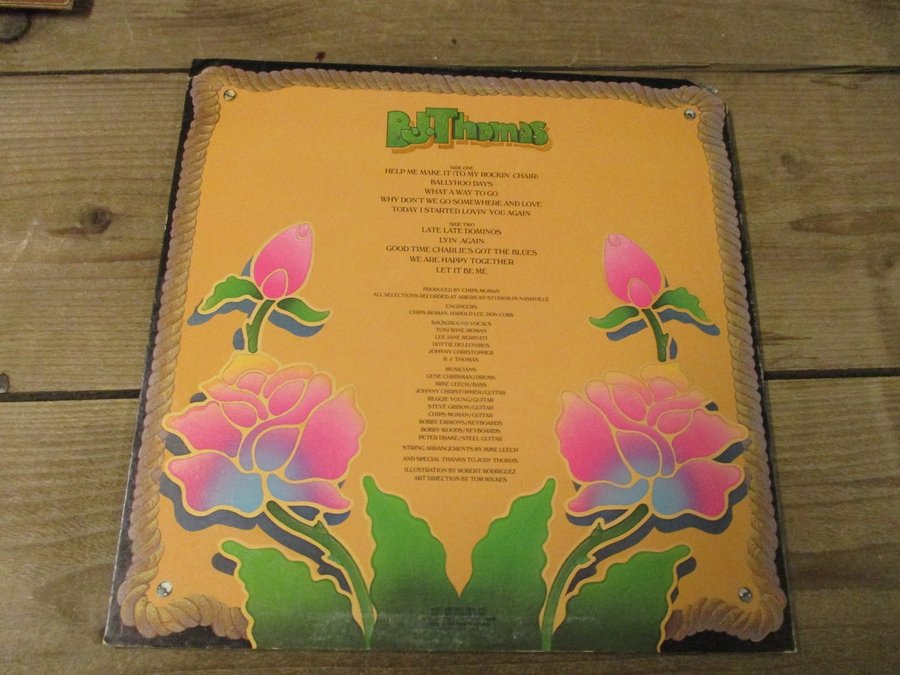 B.J. Thomas
SIDE ONE
HELP ME MAKE IT (TO MY ROCKIN' CHAIR)
BALLYHOO DAYS
WHAT A WAY TO GO
WHY DON'T WE GO SOMEWHERE AND LOVE
TODAY I STARTED LOVIN' YOU AGAIN
SIDE TWO
LATE LATE DOMINOS
LYIN' AGAIN
GOOD TIME CHARLIE'S GOT THE BLUES
WE ARE HAPPY TOGETHER
LET IT BE ME
PRODUCED BY CHIPS MOMAN
ALL SELECTIONS RECORDED AT AMERICAN STUDIOS IN NASHVILLE
ENGINEERS:
CHIPS MOMAN, HAROLD LEE, DON COBB
BACKGROUND VOCALS
TONI WINE MOMAN
LEE JANE BERINATI
DOTTIE DELEONIBUS
JOHNNY CHRISTOPHER
B. J. THOMAS
MUSICIANS:
GENE CHRISMAN/DRUMS
MIKE LEECH/BASS
JOHNNY CHRISTOPHER/GUITAR
REGGIE YOUNG/GUITAR
STEVE GIBSON/GUITAR
CHIPS MOMAN/GUITAR
BOBBY EMMONS/KEYBOARDS
BOBBY WOODS/KEYBOARDS
PETER DRAKE/STEEL GUITAR
STRING ARRANGEMENTS BY MIKE LEECH
AND SPECIAL THANKS TO JUDY THOMAS
ILLUSTRATION BY ROBERT RODRIGUEZ
ART DIRECTION BY TOM WILKES